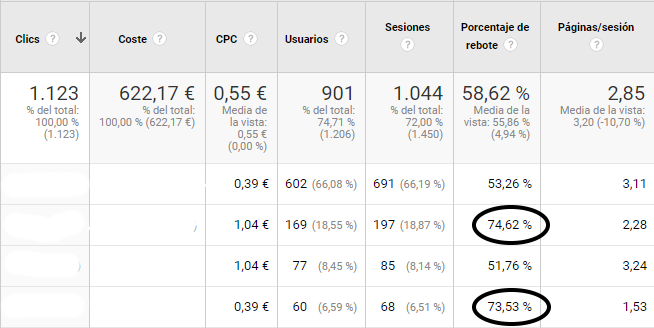 Clics ? Coste ? CPC ? Usuarios ? Sesiones ? Porcentaje de rebote ? Páginas/sesión ?
1.123 622,17 € 0,55 € 901 1.044 58,62 % 2,85
% del total: 100,00 % (1.123)
% del total: 100,00 % (622,17 €)
Media de la vista: 0,55 € (0,00 %)
% del total: 74,71 % (1.206)
% del total: 72,00 % (1.450)
Media de la vista: 55,86 % (4,94 %)
Media de la vista: 3,20 (-10,70 %)
0,39 € 602 (66,08 %) 691 (66,19 %) 53,26 % 3,11
1,04 € 169 (18,55 %) 197 (18,87 %) 74,62 % 2,28
1,04 € 77 (8,45 %) 85 (8,14 %) 51,76 % 3,24
0,39 € 60 (6,59 %) 68 (6,51 %) 73,53 % 1,53